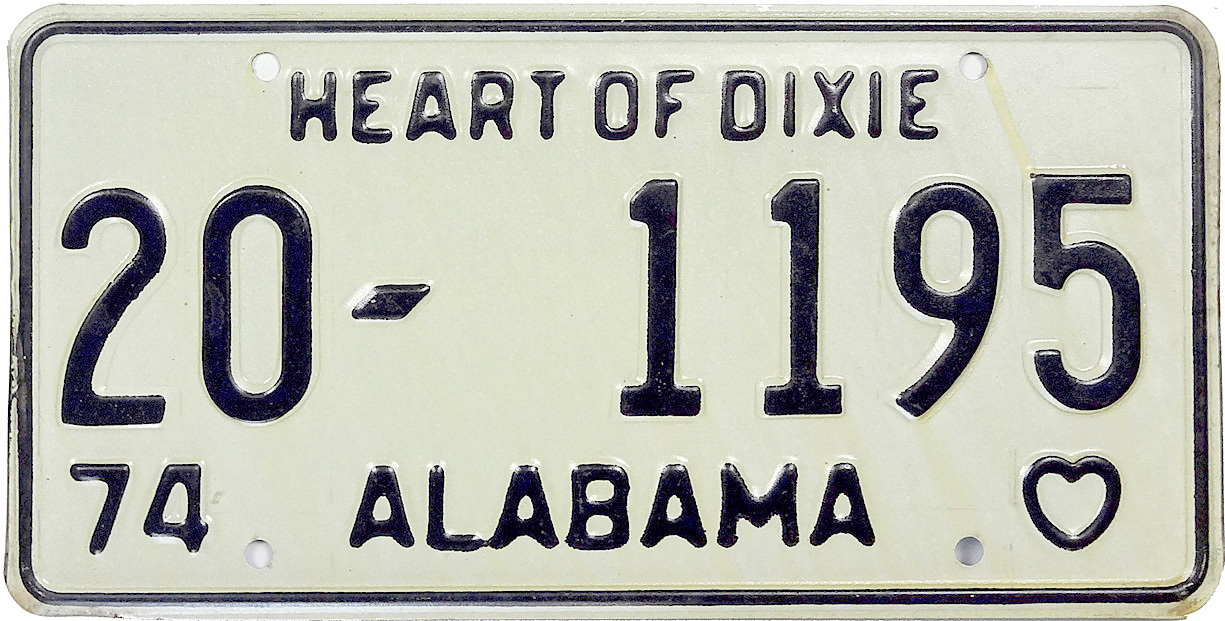 HEART OF DIXIE
20- 1195
74 ALABAMA